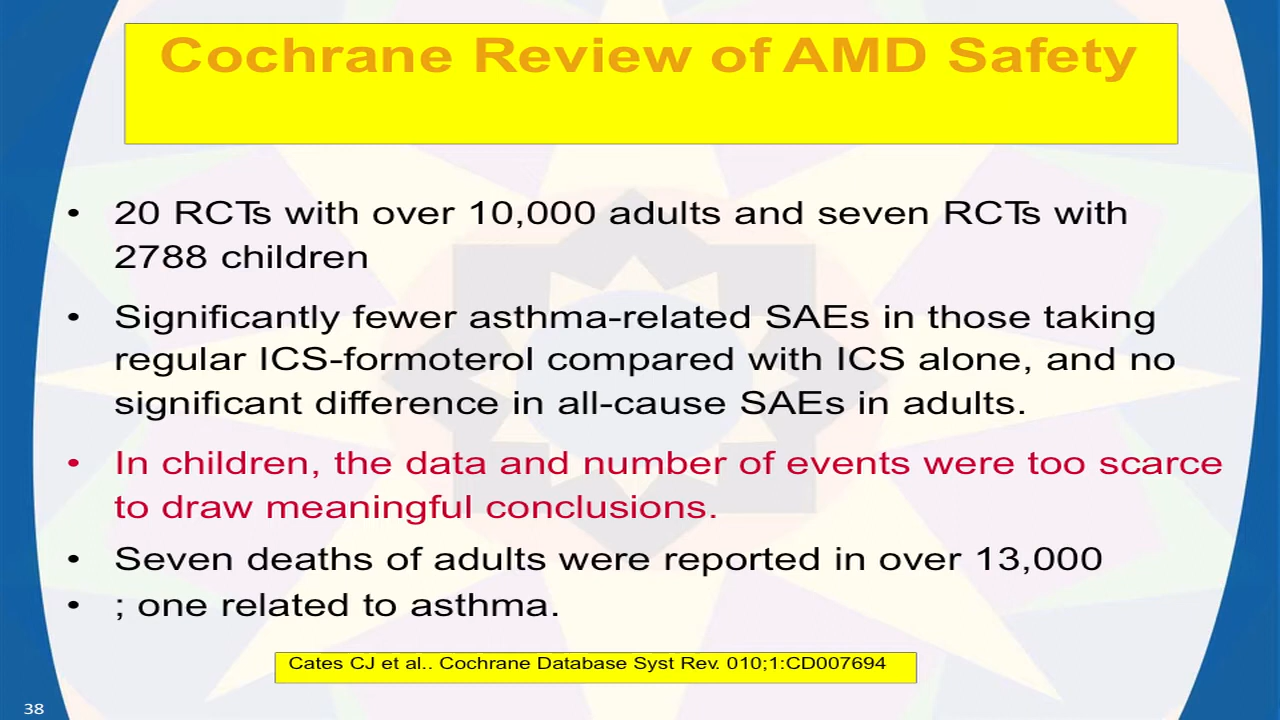 Cochrane Review of AMD Safety
• 20 RCTs with over 10,000 adults and seven RCTs with
2788 children
• Significantly fewer asthma-related SAEs in those taking
regular ICS-formoterol compared with ICS alone, and no
significant difference in all-cause SAEs in adults.
• In children, the data and number of events were too scarce
to draw meaningful conclusions.
• Seven deaths of adults were reported in over 13,000
• ; one related to asthma.
Cates CJ et al.. Cochrane Database Syst Rev. 010;1:CD007694
38